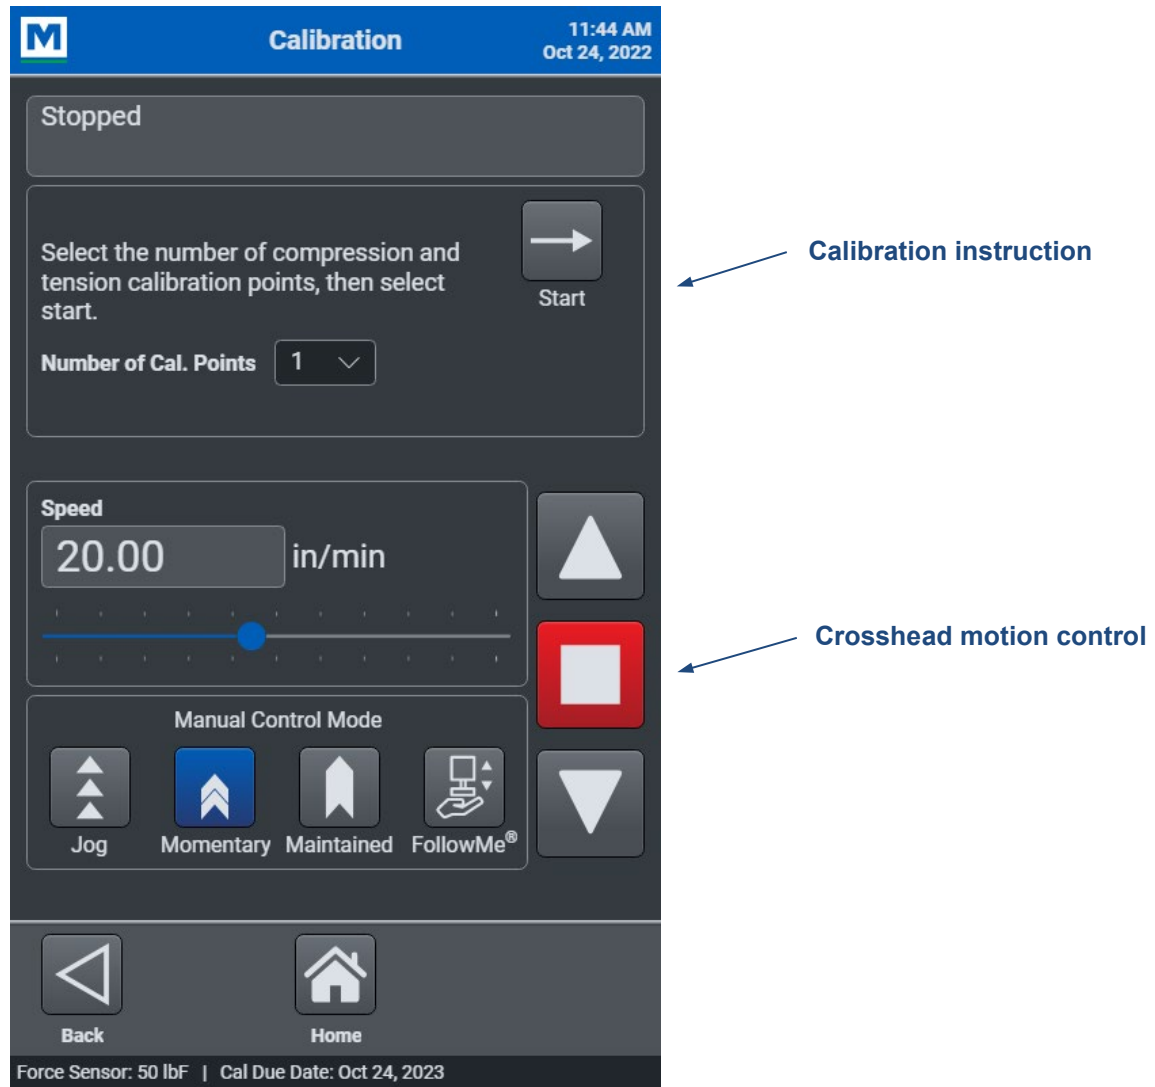 M
Calibration
11:44 AM
Oct 24, 2022
Stopped
Select the number of compression and
tension calibration points, then select
start.
Start
Number of Cal. Points 1
Calibration instruction
Speed
20.00 in/min
Crosshead motion control
Manual Control Mode
Jog Momentary Maintained FollowMe®
Back Home
Force Sensor: 50 lbF | Cal Due Date: Oct 24, 2023